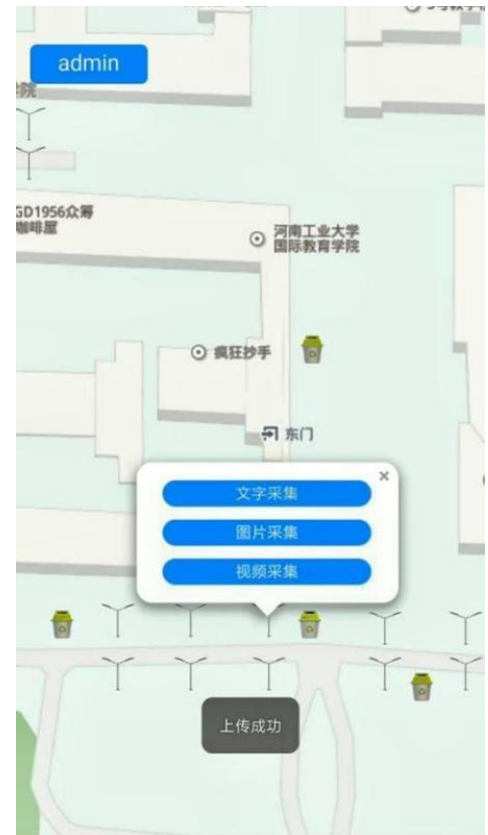 admin
院
GD1956众筹
咖啡屋
河南工业大学
国际教育学院
疯狂抄手
东门
×
文字采集
图片采集
视频采集
上传成功